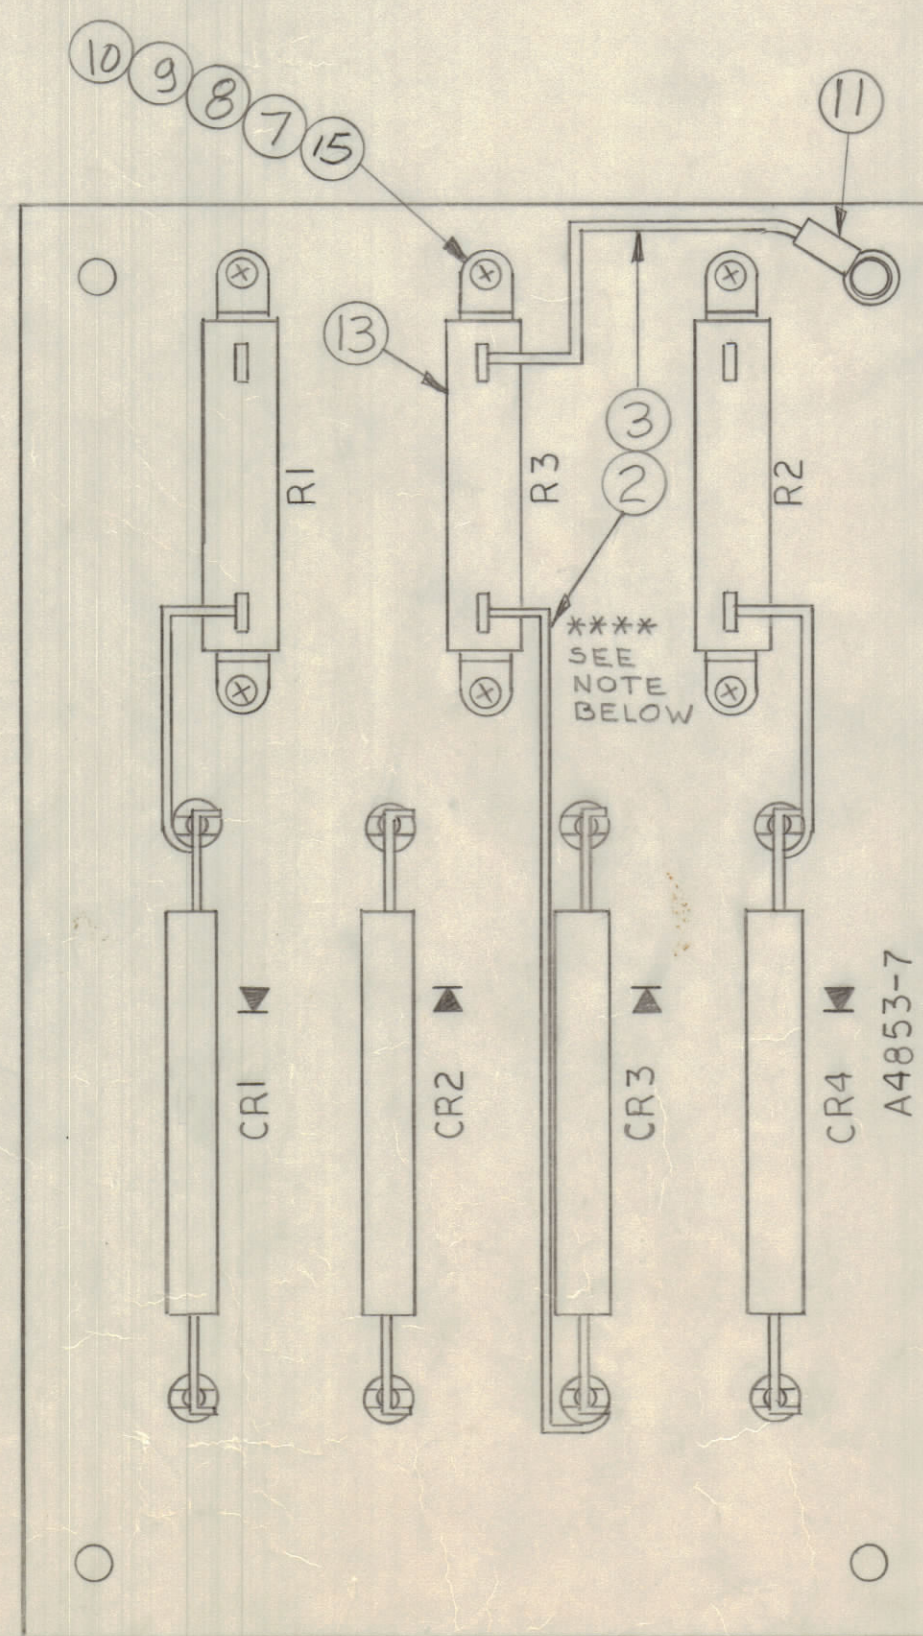 10 9 8 7 15
11
13
3
2
R1
R3
R2
****
SEE
NOTE
BELOW
CR1
CR2
CR3
CR4
A4853-7